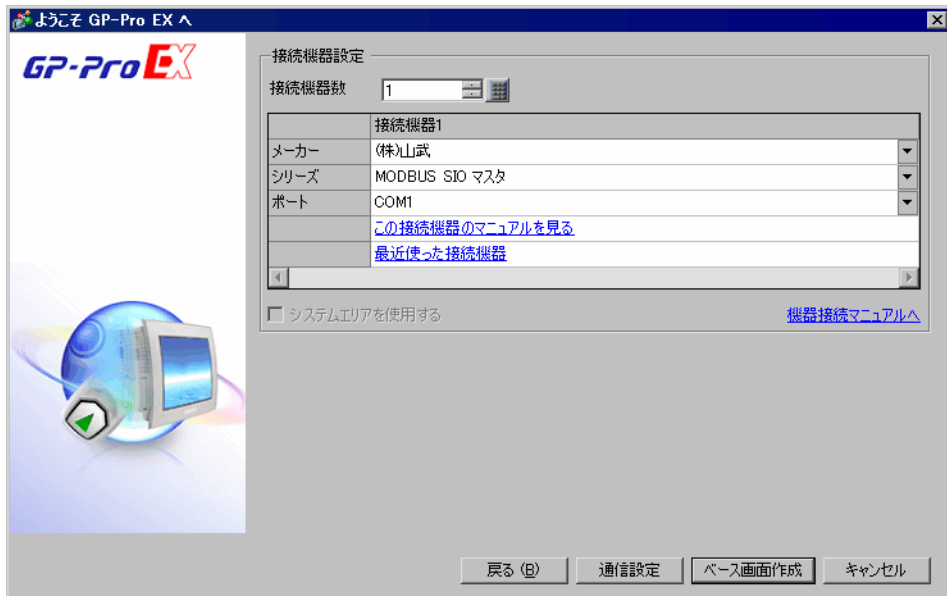 ようこそ GP-Pro EX へ
GP-Pro EX
接続機器設定
接続機器数 1
接続機器1
メーカー (株)山武
シリーズ MODBUS SIO マスタ
ポート COM1
この接続機器のマニュアルを見る
最近使った接続機器
システムエリアを使用する 機器接続マニュアルへ
戻る (B) 通信設定 ベース画面作成 キャンセル